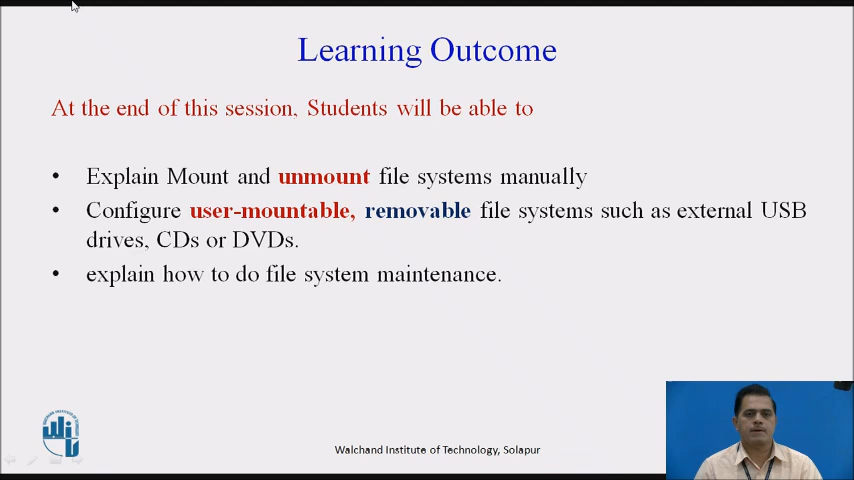 Learning Outcome
At the end of this session, Students will be able to
• Explain Mount and unmount file systems manually
• Configure user-mountable, removable file systems such as external USB
drives, CDs or DVDs.
• explain how to do file system maintenance.
Walchand Institute of Technology, Solapur